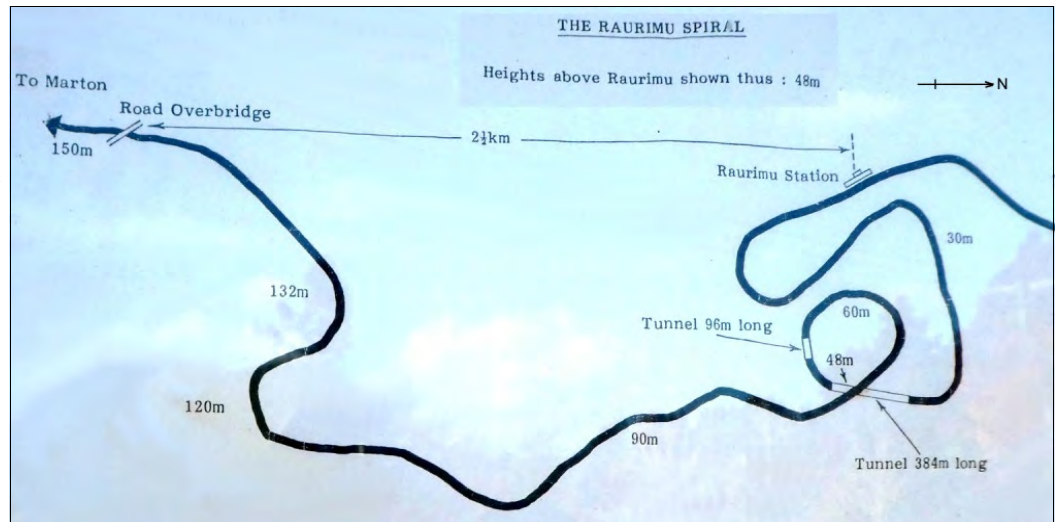 THE RAURIMU SPIRAL
Heights above Raurimu shown thus : 48m
N
To Marton
Road Overbridge
150m
2½km
Raurimu Station
30m
132m
60m
Tunnel 96m long
48m
120m
90m
Tunnel 384m long